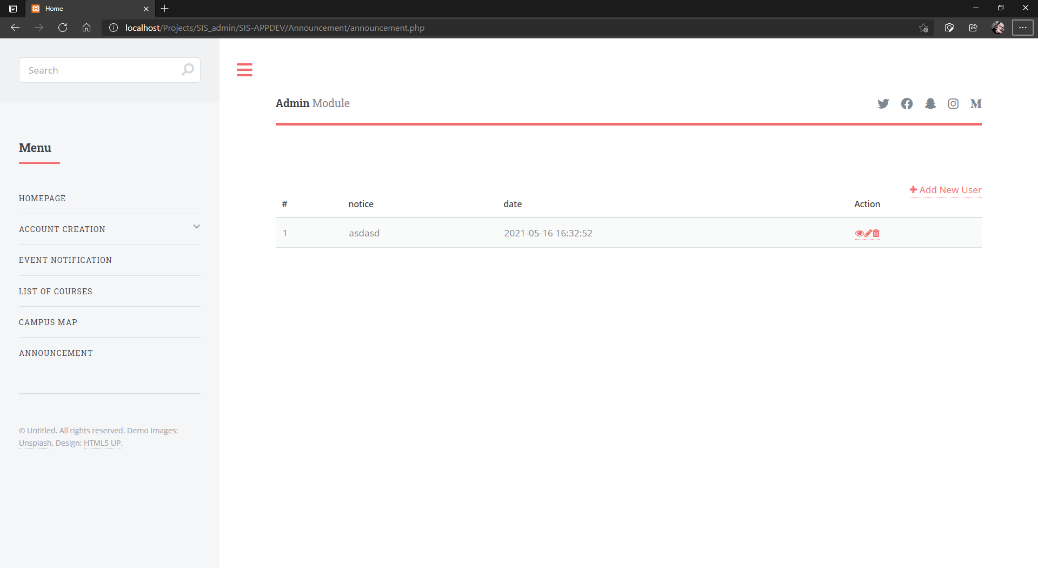 Home
localhost/Projects/SIS_admin/SIS-APPDEV/Announcement/announcement.php
Search
Menu
HOMEPAGE
ACCOUNT CREATION
EVENT NOTIFICATION
LIST OF COURSES
CAMPUS MAP
ANNOUNCEMENT
© Untitled. All rights reserved. Demo Images:
Unsplash. Design: HTML5 UP.
Admin Module
Add New User
# notice date Action
1 asdasd 2021-05-16 16:32:52